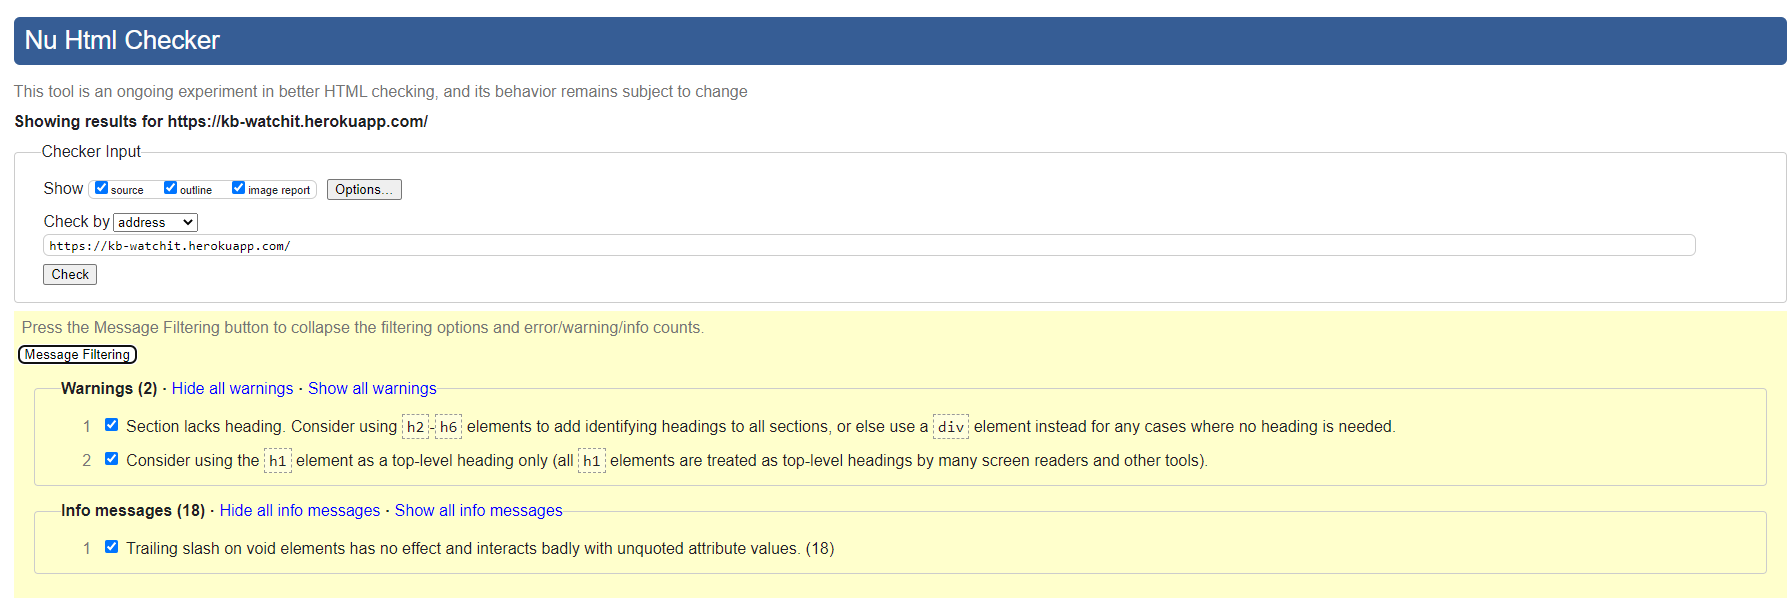 Nu Html Checker
This tool is an ongoing experiment in better HTML checking, and its behavior remains subject to change
Showing results for https://kb-watchit.herokuapp.com/
Checker Input
Show source outline image report Options...
Check by address
https://kb-watchit.herokuapp.com/
Check
Press the Message Filtering button to collapse the filtering options and error/warning/info counts.
Message Filtering
Warnings (2) · Hide all warnings · Show all warnings
1 Section lacks heading. Consider using h2-h6 elements to add identifying headings to all sections, or else use a div element instead for any cases where no heading is needed.
2 Consider using the h1 element as a top-level heading only (all h1 elements are treated as top-level headings by many screen readers and other tools).
Info messages (18) · Hide all info messages · Show all info messages
1 Trailing slash on void elements has no effect and interacts badly with unquoted attribute values. (18)